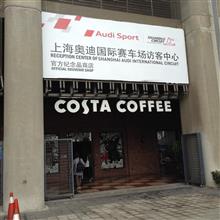 Audi Sport
上海奥迪国际赛车场访客中心
RECEPTION CENTER OF SHANGHAI AUDI INTERNATIONAL CIRCUIT
官方纪念品商店
OFFICIAL SOUVENIR SHOP
COSTA COFFEE